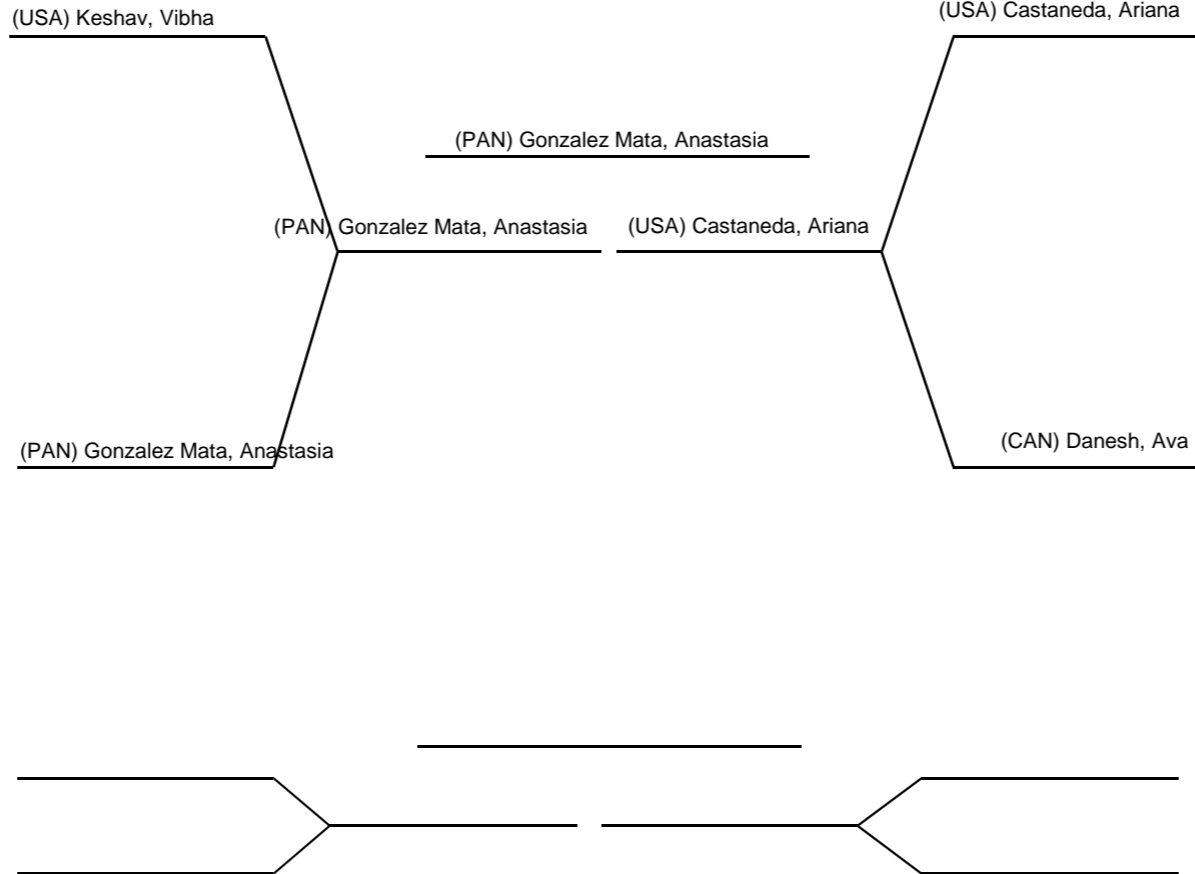 (USA) Keshav, Vibha
(USA) Castaneda, Ariana
(PAN) Gonzalez Mata, Anastasia
(PAN) Gonzalez Mata, Anastasia
(USA) Castaneda, Ariana
(PAN) Gonzalez Mata, Anastasia
(CAN) Danesh, Ava